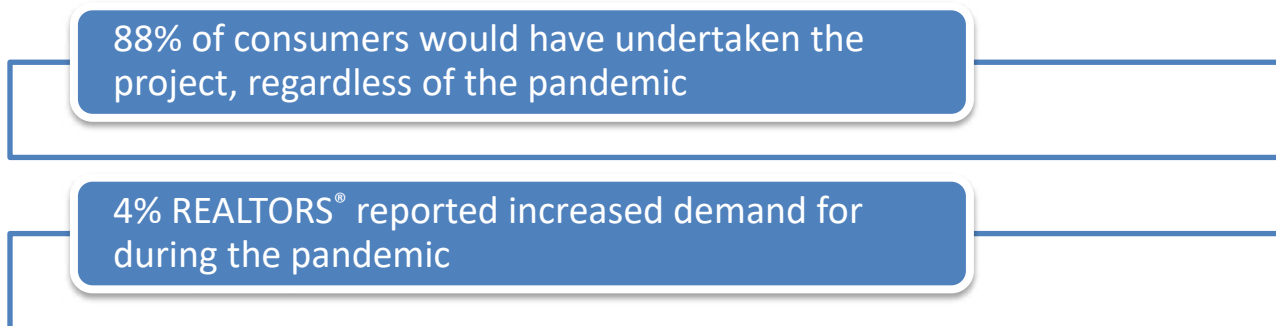 88% of consumers would have undertaken the
project, regardless of the pandemic
4% REALTORS® reported increased demand for
during the pandemic